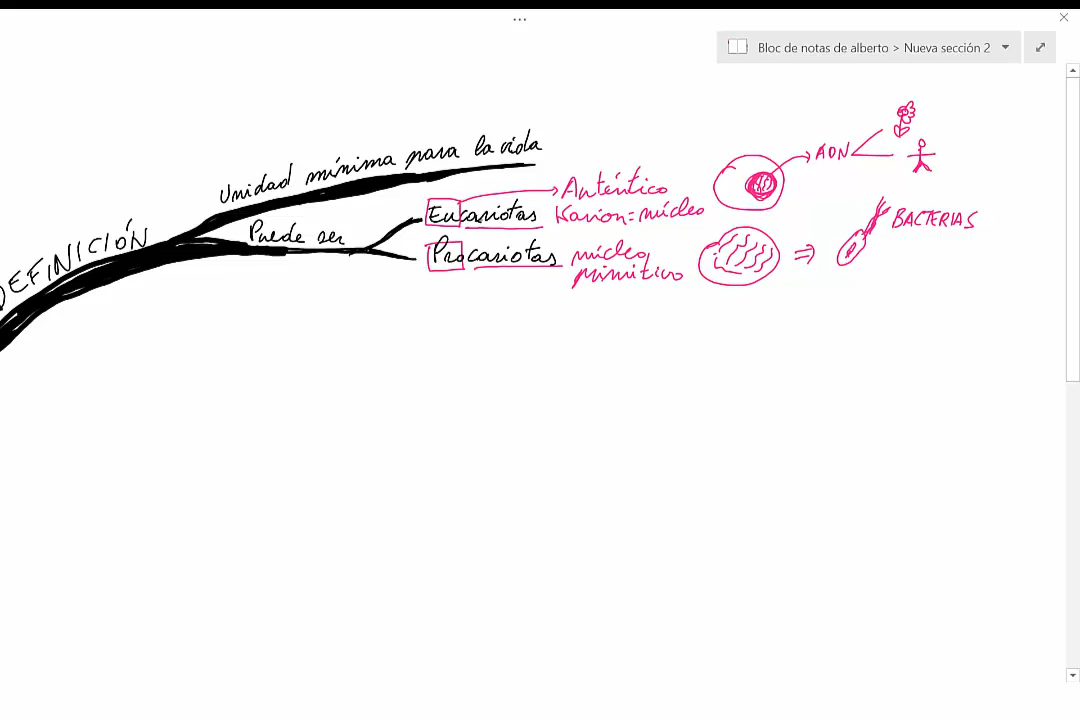 Bloc de notas de alberto > Nueva sección 2
DEFINICIÓN
Unidad mínima para la vida
Puede ser
Eucariotas
Auténtico
Karion = núcleo
ADN
Procariotas
núcleo
primitivo
BACTERIAS